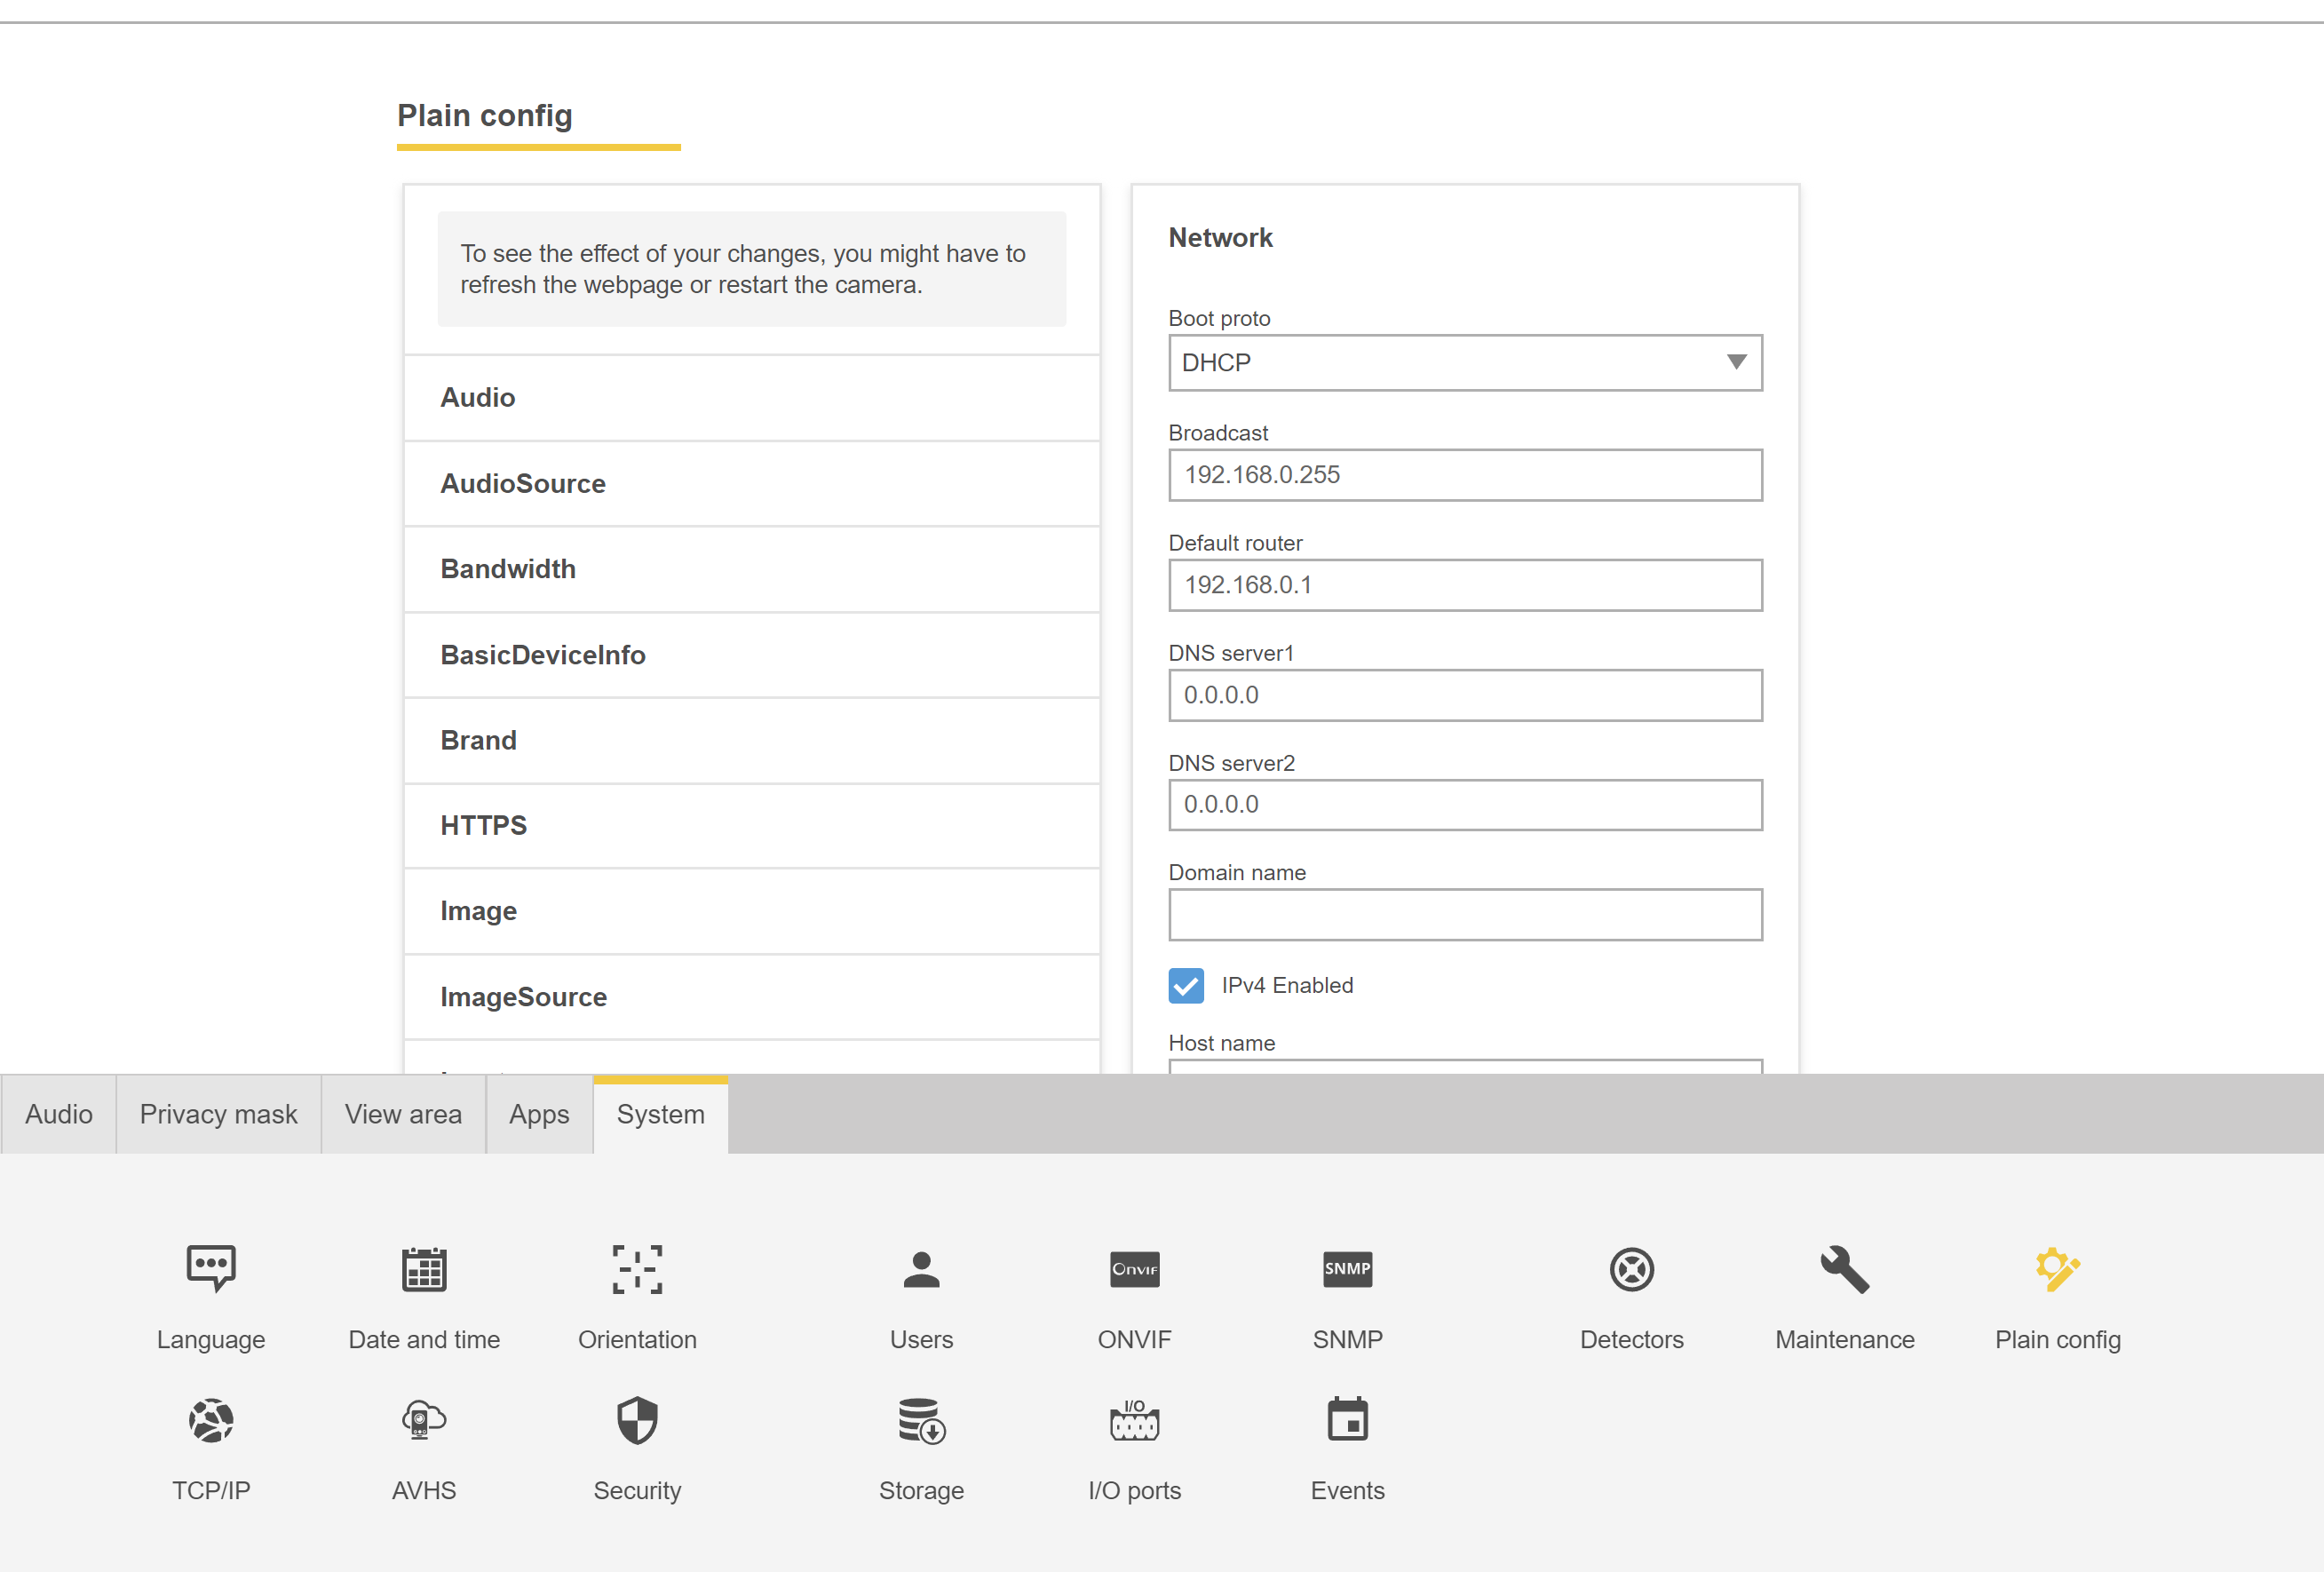 Plain config
To see the effect of your changes, you might have to
refresh the webpage or restart the camera.
Audio
AudioSource
Bandwidth
BasicDeviceInfo
Brand
HTTPS
Image
ImageSource
Network
Boot proto
DHCP
Broadcast
192.168.0.255
Default router
192.168.0.1
DNS server1
0.0.0.0
DNS server2
0.0.0.0
Domain name
IPv4 Enabled
Host name
Audio
Privacy mask
View area
Apps
System
Language
Date and time
Orientation
Users
ONVIF
ONVIF
SNMP
SNMP
Detectors
Maintenance
Plain config
TCP/IP
AVHS
Security
Storage
I/O
I/O ports
Events